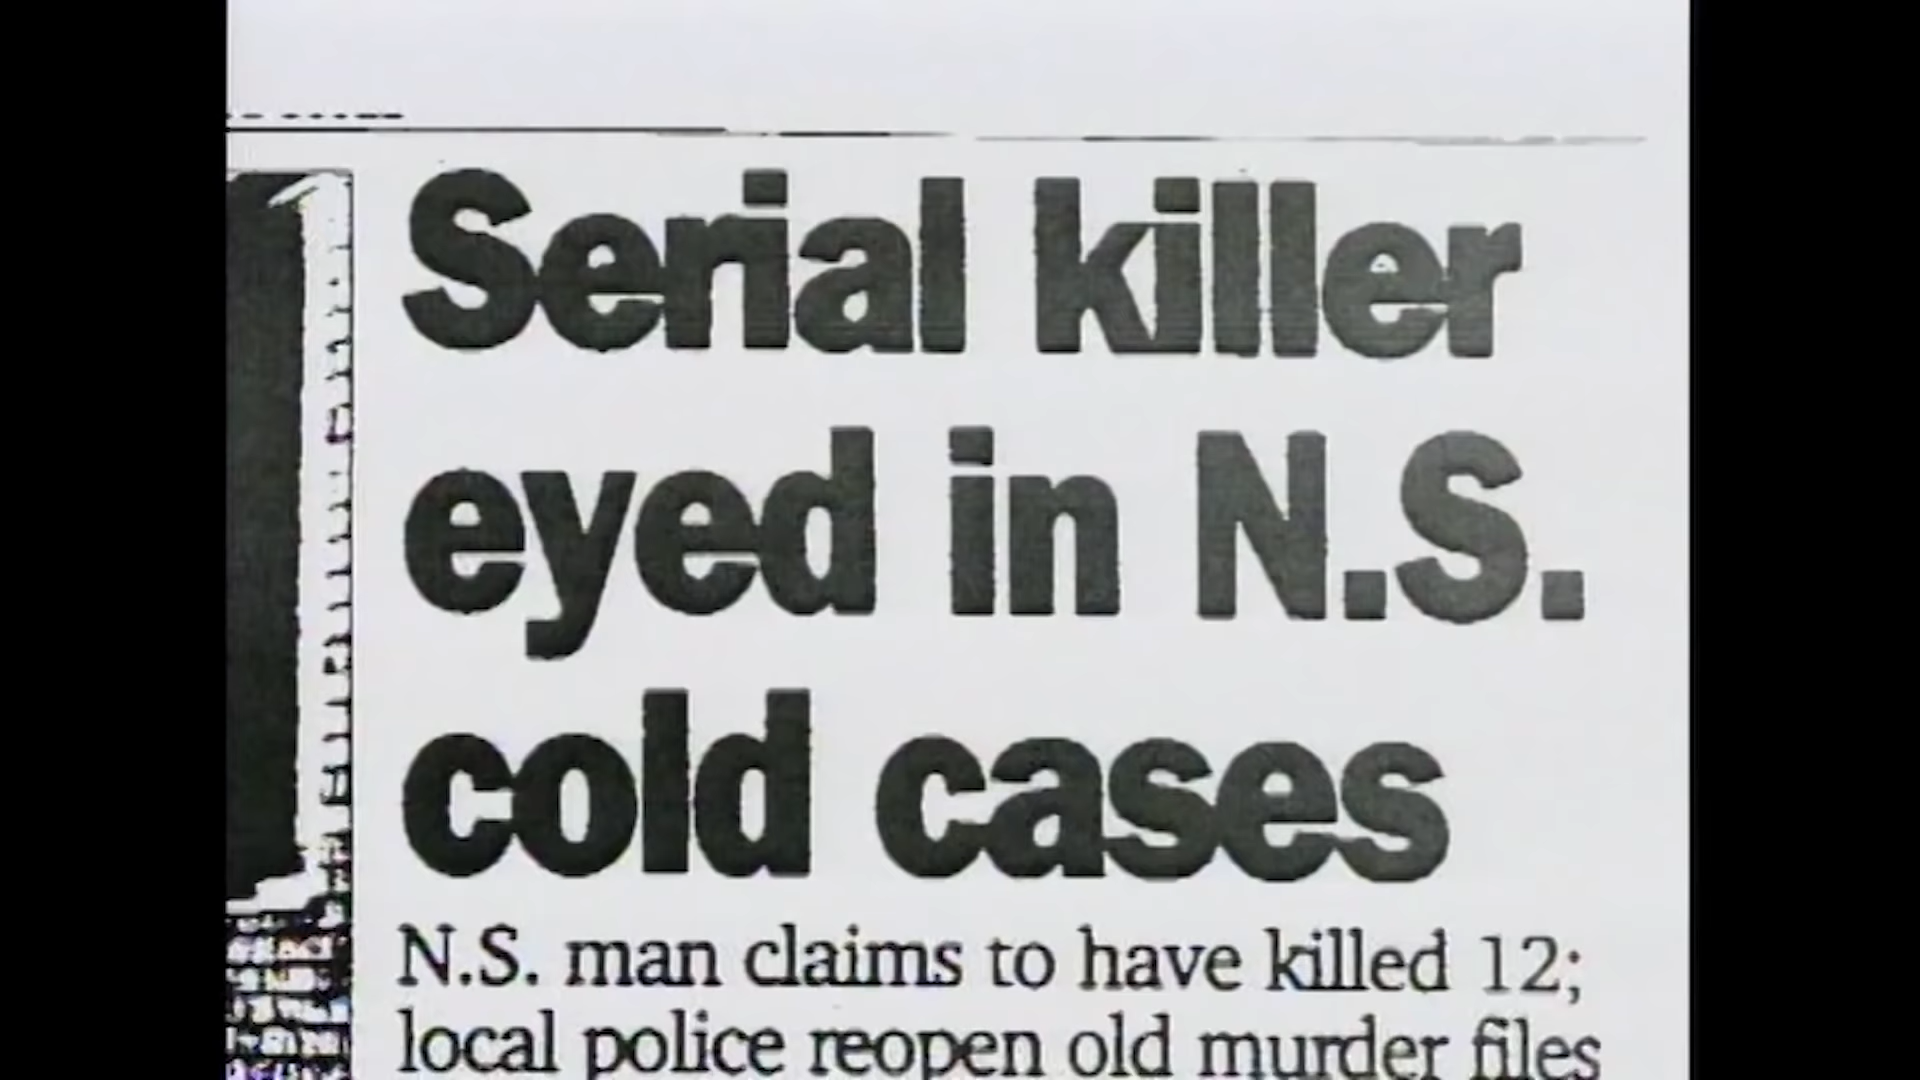 Serial killer
eyed in N.S.
cold cases
N.S. man claims to have killed 12;
local police reopen old murder files